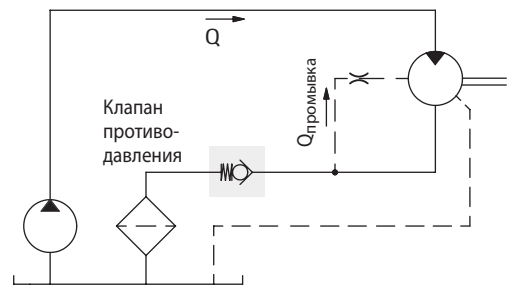 Q
Qпромывка
Клапан
противо-
давления